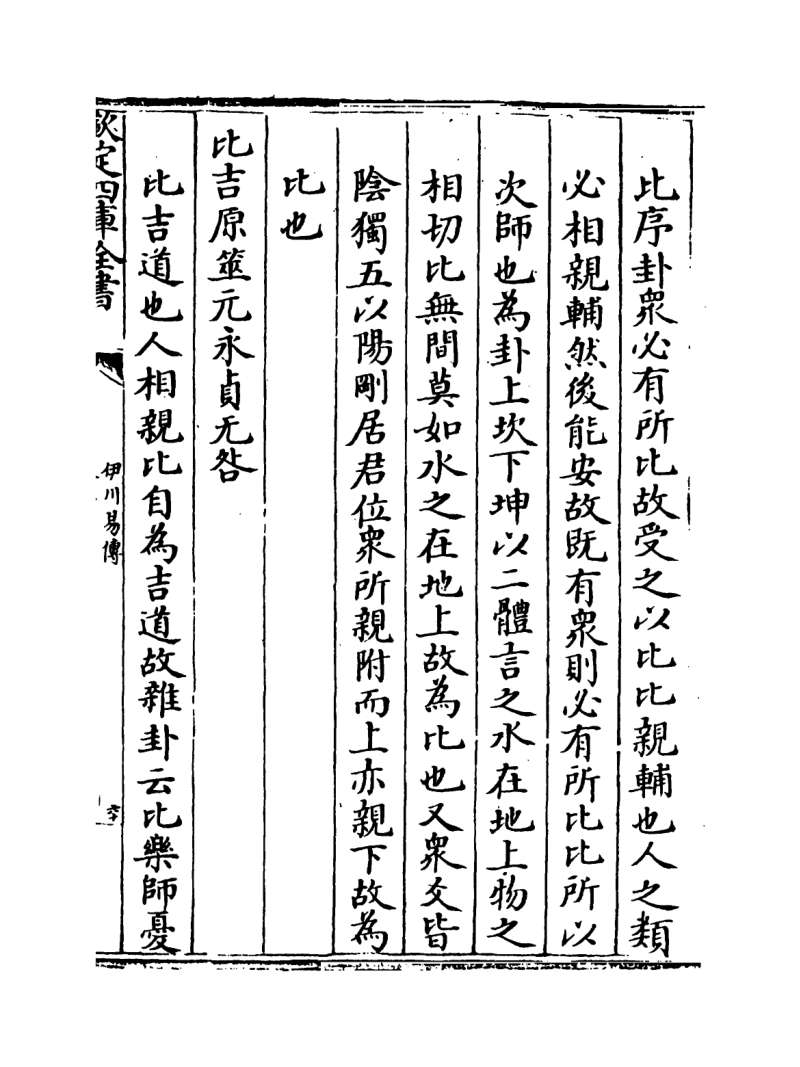 比序卦衆必有所比故受之以比比親輔也人之類
必相親輔然後能安故既有衆則必有所比比所以
次師也為卦上坎下坤以二體言之水在地上物之
相切比無間莫如水之在地上故為比也又衆爻皆
陰獨五以陽剛居君位衆所親附而上亦親下故為
比也
比吉原筮元永貞无咎
比吉道也人相親比自為吉道故雜卦云比樂師憂
欽定四庫全書
伊川易傳
六